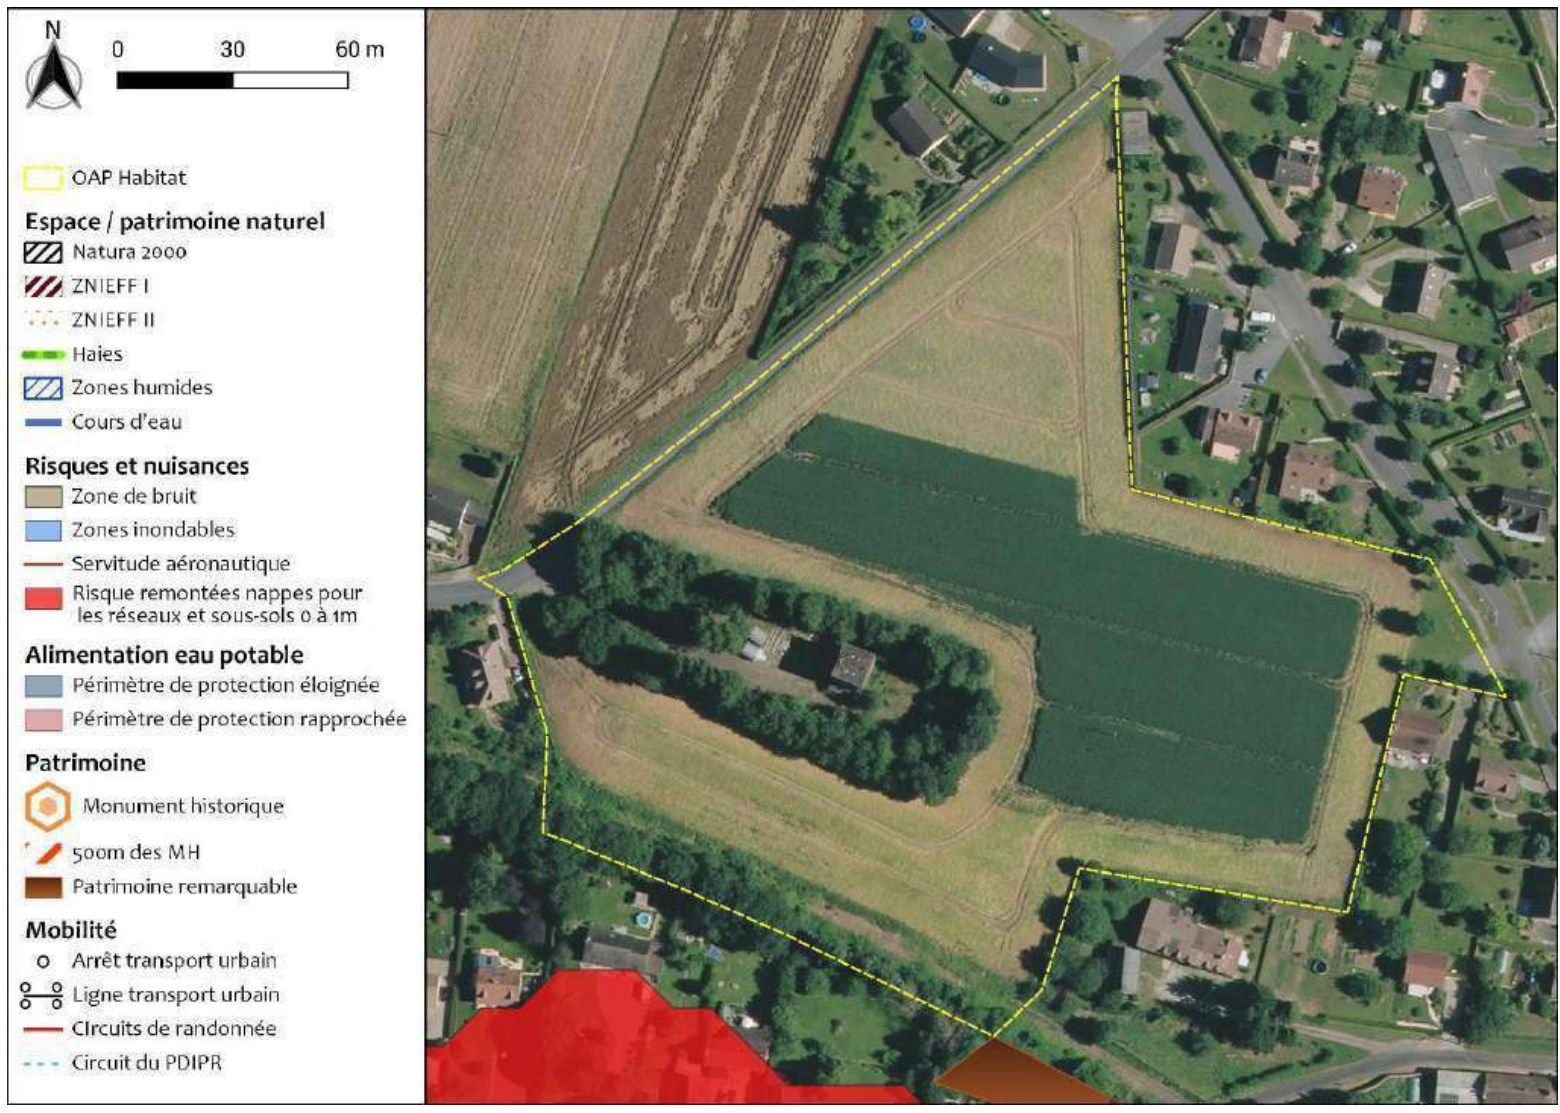 N
0 30 60 m
OAP Habitat
Espace / patrimoine naturel
Natura 2000
ZNIEFF I
ZNIEFF II
Haies
Zones humides
Cours d'eau
Risques et nuisances
Zone de bruit
Zones inondables
Servitude aéronautique
Risque remontées nappes pour
les réseaux et sous-sols 0 à 1m
Alimentation eau potable
Périmètre de protection éloignée
Périmètre de protection rapprochée
Patrimoine
Monument historique
500m des MH
Patrimoine remarquable
Mobilité
Arrêt transport urbain
Ligne transport urbain
CIrcuits de randonnée
Circuit du PDIPR